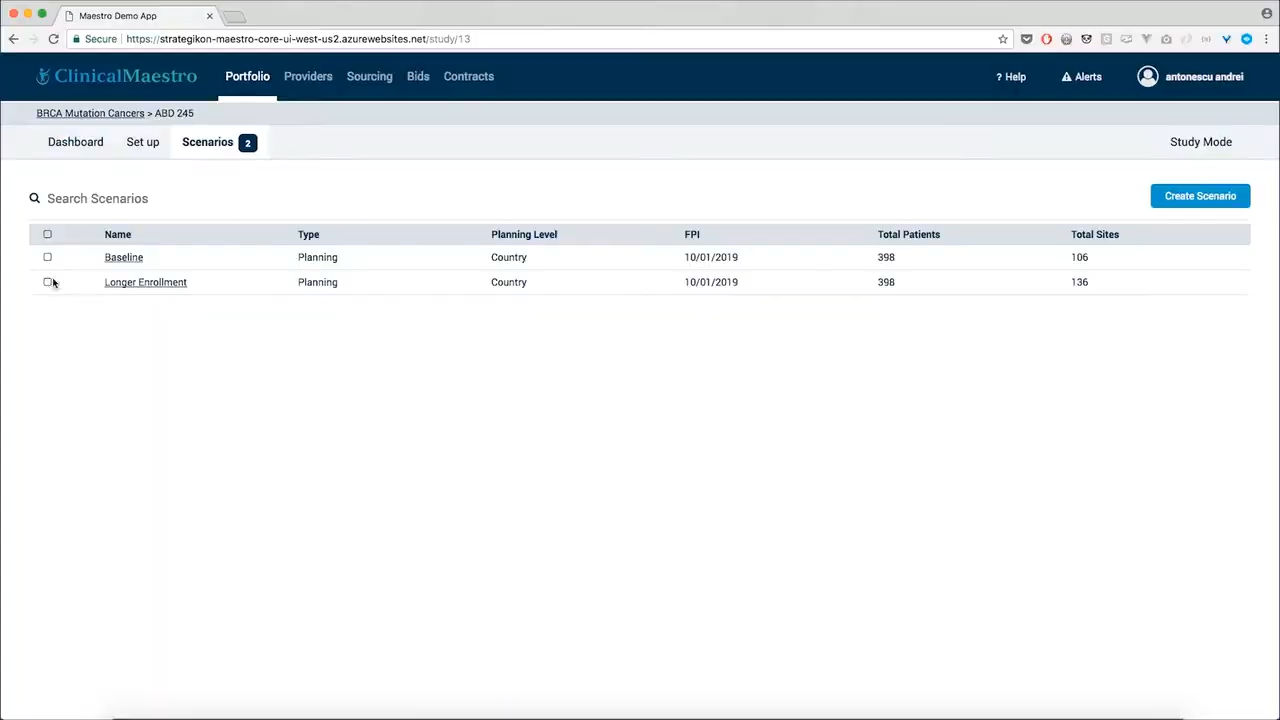 Maestro Demo App
Secure https://strategikon-maestro-core-ui-west-us2.azurewebsites.net/study/13
ClinicalMaestro Portfolio Providers Sourcing Bids Contracts ? Help Alerts antonescu andrei
BRCA Mutation Cancers > ABD 245
Dashboard Set up Scenarios 2 Study Mode
Search Scenarios Create Scenario
Name Type Planning Level FPI Total Patients Total Sites
Baseline Planning Country 10/01/2019 398 106
Longer Enrollment Planning Country 10/01/2019 398 136